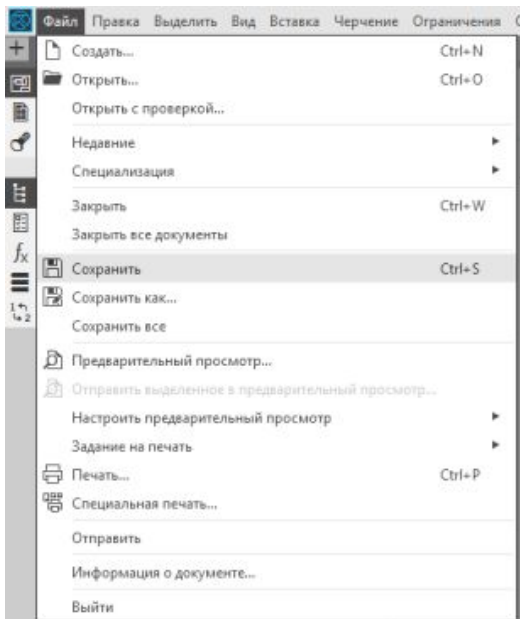 Файл Правка Выделить Вид Вставка Черчение Ограничения
Создать... Ctrl+N
Открыть... Ctrl+O
Открыть с проверкой...
Недавние
Специализация
Закрыть Ctrl+W
Закрыть все документы
Сохранить Ctrl+S
Сохранить как...
Сохранить все
Предварительный просмотр...
Отправить выделенное в предварительный просмотр...
Настроить предварительный просмотр
Задание на печать
Печать... Ctrl+P
Специальная печать...
Отправить
Информация о документе...
Выйти